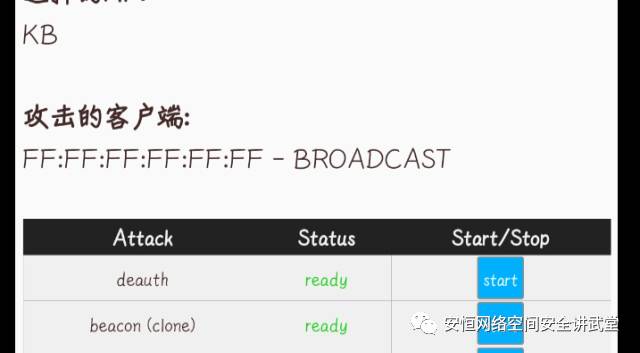 KB
攻击的客户端:
FF:FF:FF:FF:FF:FF - BROADCAST
Attack Status Start/Stop
deauth ready start
beacon (clone) ready
安恒网络空间安全讲武堂